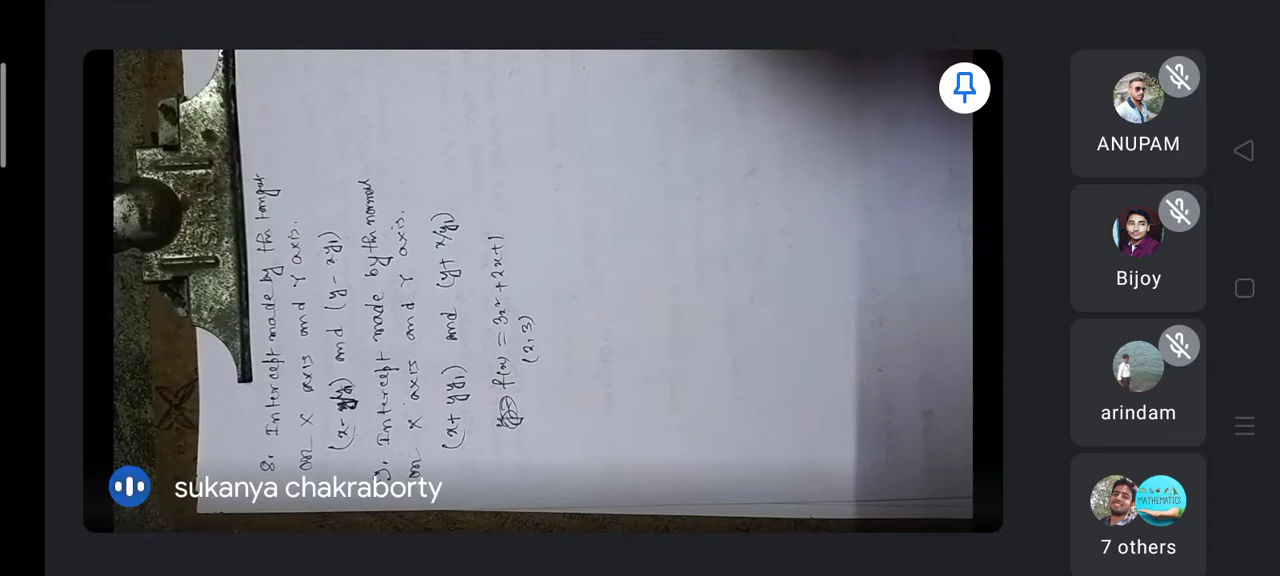 8. Intercept made by the tangent
on X axis and Y axis.
(x - y/y1) and (y - xy1)
9. Intercept made by the normal
on X axis and Y axis.
(x + yy1) and (y + x/y1)
f(x) = 3x² + 2x + 1
(2, 3)
sukanya chakraborty
ANUPAM
Bijoy
arindam
MATHEMATICS
7 others